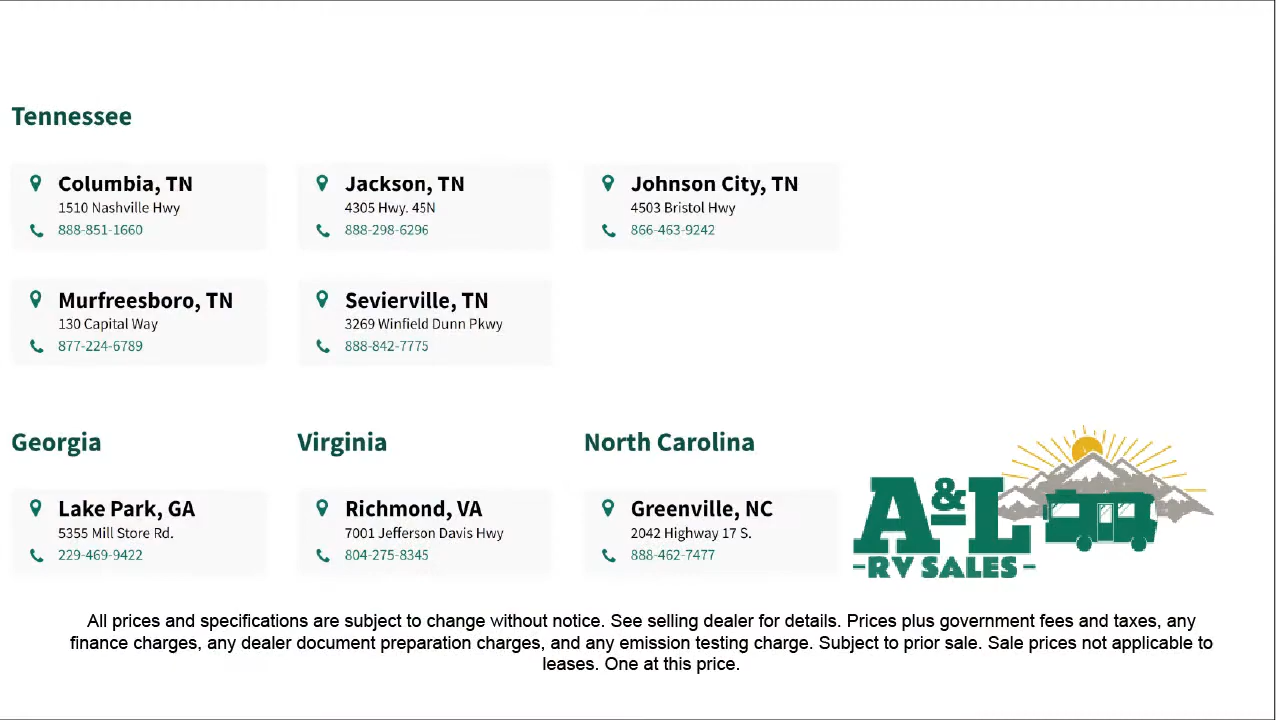 Tennessee
Columbia, TN
1510 Nashville Hwy
888-851-1660
Jackson, TN
4305 Hwy. 45N
888-298-6296
Johnson City, TN
4503 Bristol Hwy
866-463-9242
Murfreesboro, TN
130 Capital Way
877-224-6789
Sevierville, TN
3269 Winfield Dunn Pkwy
888-842-7775
Georgia
Lake Park, GA
5355 Mill Store Rd.
229-469-9422
Virginia
Richmond, VA
7001 Jefferson Davis Hwy
804-275-8345
North Carolina
Greenville, NC
2042 Highway 17 S.
888-462-7477
A&L
-RV SALES-
All prices and specifications are subject to change without notice. See selling dealer for details. Prices plus government fees and taxes, any
finance charges, any dealer document preparation charges, and any emission testing charge. Subject to prior sale. Sale prices not applicable to
leases. One at this price.